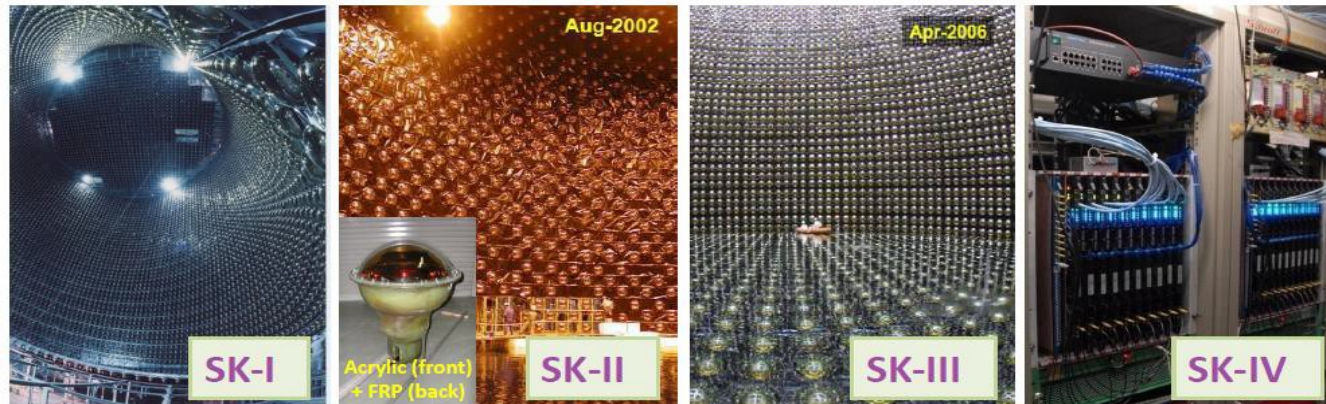 SK-I
Aug-2002
Acrylic (front)
+ FRP (back)
SK-II
Apr-2006
SK-III
SK-IV